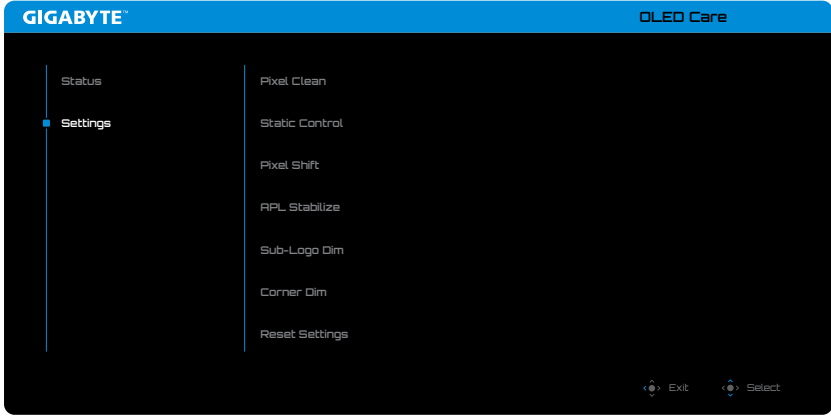 GIGABYTE™
OLED Care
Status
Settings
Pixel Clean
Static Control
Pixel Shift
APL Stabilize
Sub-Logo Dim
Corner Dim
Reset Settings
Exit
Select